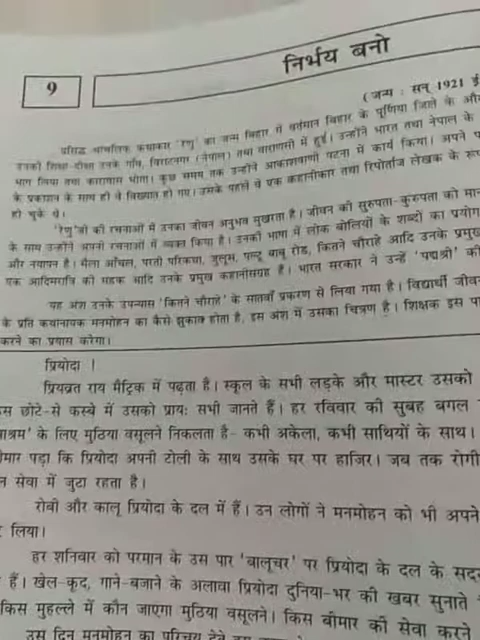 9
निर्भय बनो
( जन्म : सन् 1921 ई
प्रसिद्ध आंचलिक कथाकार 'रेणु' का जन्म बिहार में वर्तमान बिहार के पूर्णिया जिले के
उनकी शिक्षा-दीक्षा उनके गाँव, विराटनगर (नेपाल) तथा वाराणसी में हुई। उन्होंने भारत तथा नेपाल के
भाग लिया तथा कारावास भोगा। कुछ समय तक उन्होंने आकाशवाणी पटना में कार्य किया। अपने
के प्रकाशन के साथ ही वे विख्यात हो गए। उसके पहले वे एक कहानीकार तथा रिपोर्ताज लेखक के रूप
हो चुके थे।
'रेणु'जी की रचनाओं में उनका जीवन अनुभव मुखरता है। जीवन की सुरुपता-कुरुपता को
के साथ उन्होंने अपनी रचनाओं में व्यक्त किया है। उनकी भाषा में लोक बोलियों के शब्दों का प्रयोग
और नयापन है। मैला आँचल, परती परिकथा, जुलूस, पल्टू बाबू रोड, कितने चौराहे आदि उनके प्रमुख
एक आदिमरात्रि की महक आदि उनके प्रमुख कहानीसंग्रह है। भारत सरकार ने उन्हें 'पद्मश्री' की
यह अंश उनके उपन्यास 'कितने चौराहे' के सातवाँ प्रकरण से लिया गया है। विद्यार्थी जीवन
के प्रति कथानायक मनमोहन का कैसे झुकाव होता है, इस अंश में उसका चित्रण है। शिक्षक इस पा
करने का प्रयास करेगा।
प्रियोदा !
प्रियव्रत राय मैट्रिक में पढ़ता है। स्कूल के सभी लड़के और मास्टर उसको
स छोटे-से कस्बे में उसको प्राय: सभी जानते हैं। हर रविवार की सुबह बगल
आश्रम' के लिए मुठिया वसूलने निकलता है- कभी अकेला, कभी साथियों के साथ।
ीमार पड़ा कि प्रियोदा अपनी टोली के साथ उसके घर पर हाजिर। जब तक रोगी
न सेवा में जुटा रहता है।
रोवी और कालू प्रियोदा के दल में हैं। उन लोगों ने मनमोहन को भी अपने
लिया।
हर शनिवार को परमान के उस पार 'बालूचर' पर प्रियोदा के दल के सद
हैं। खेल-कूद, गाने-बजाने के अलावा प्रियोदा दुनिया-भर की खबर सुनाते
किस मुहल्ले में कौन जाएगा मुठिया वसूलने। किस बीमार की सेवा करने
उस दिन मनमोहन का परिचय देते